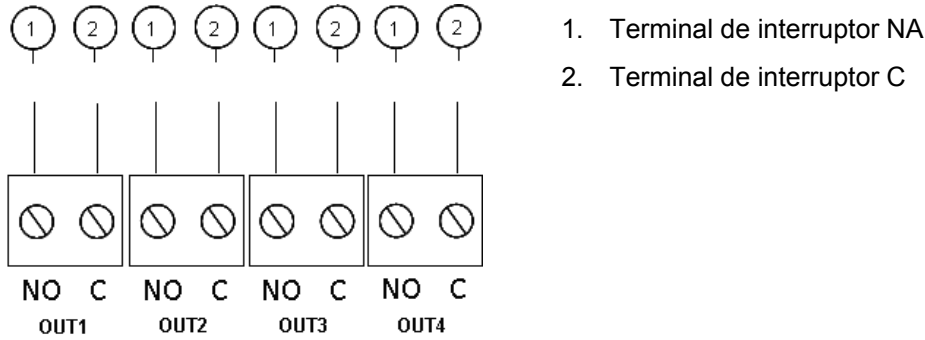 1 2 1 2 1 2 1 2
1. Terminal de interruptor NA
2. Terminal de interruptor C
NO C NO C NO C NO C
OUT1 OUT2 OUT3 OUT4